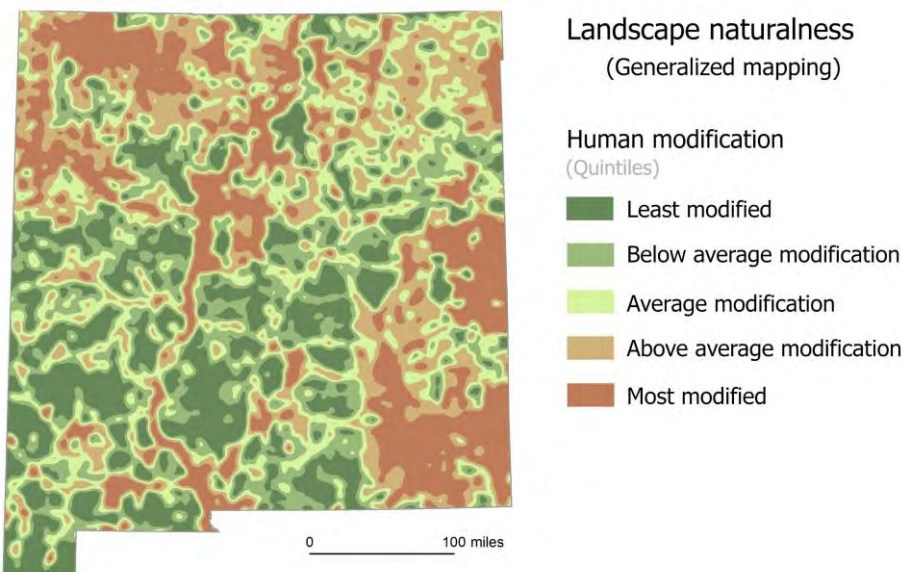 Landscape naturalness
(Generalized mapping)
Human modification
(Quintiles)
Least modified
Below average modification
Average modification
Above average modification
Most modified
0 100 miles